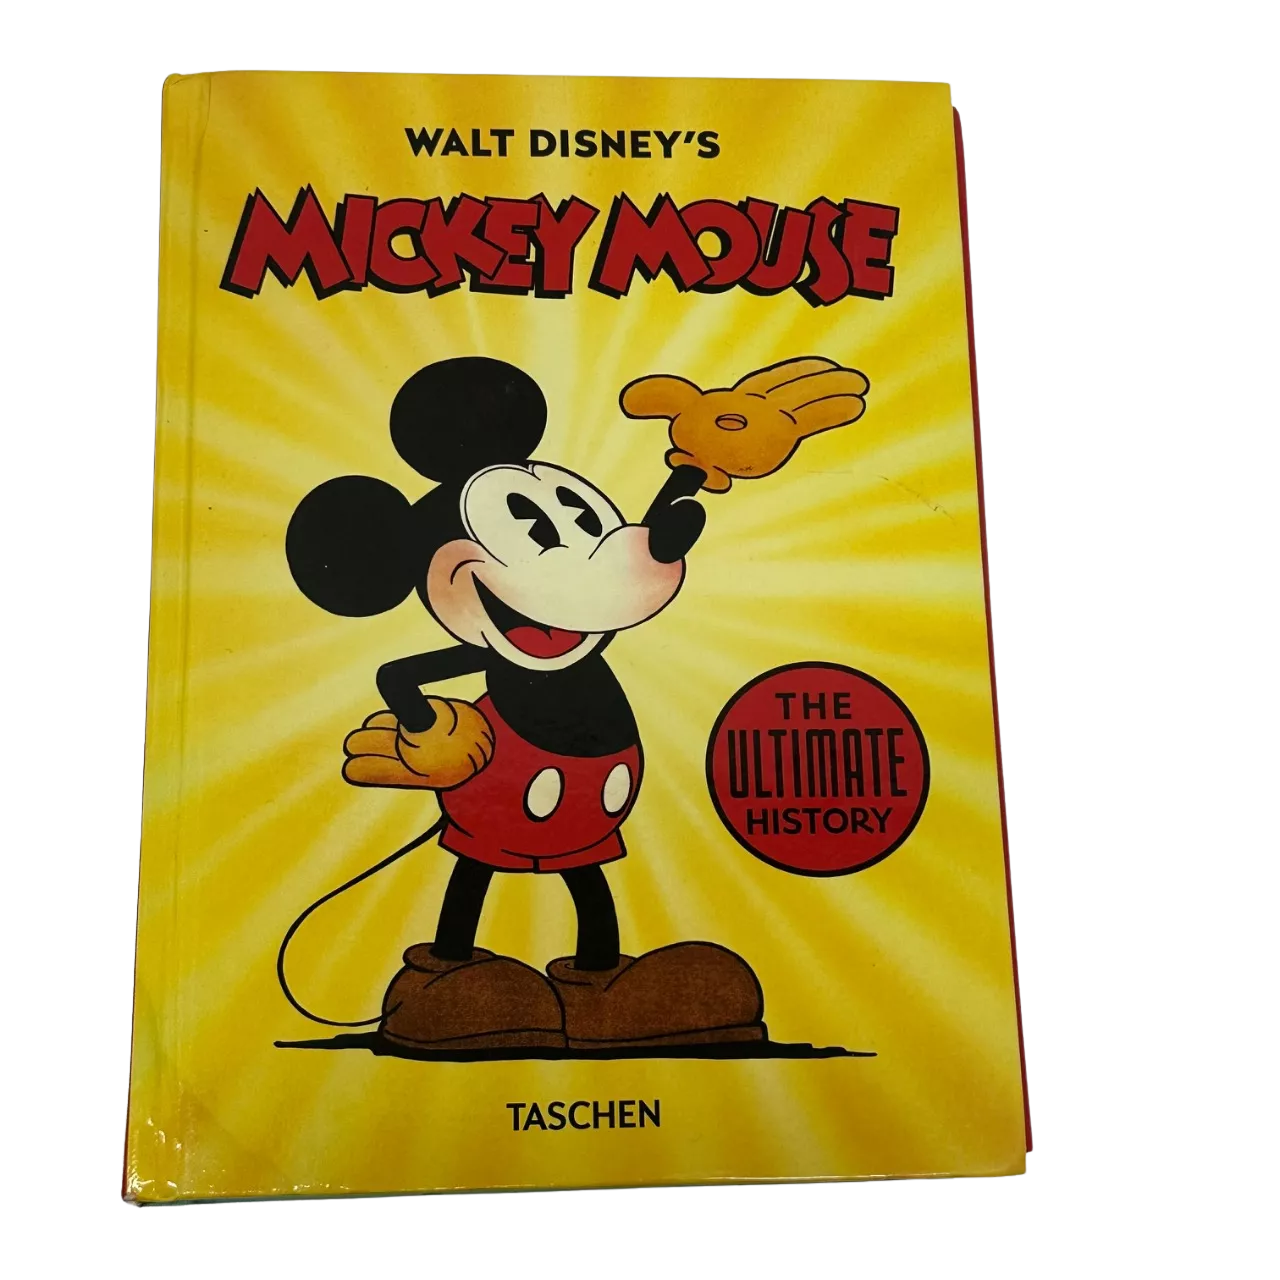 WALT DISNEY'S
MICKEY MOUSE
THE
ULTIMATE
HISTORY
TASCHEN